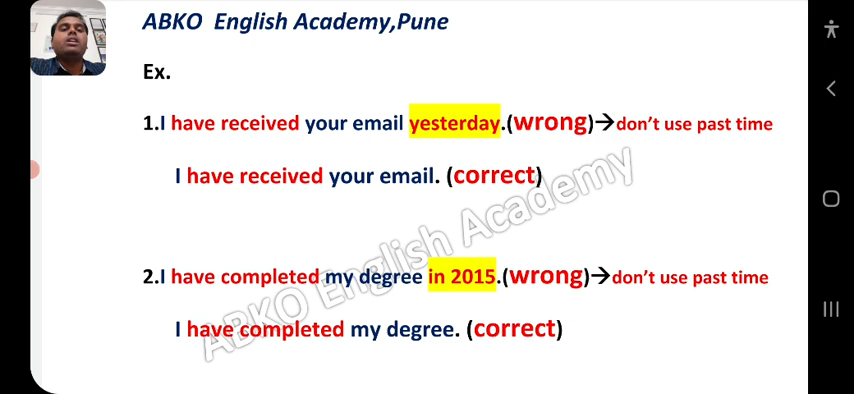 ABKO English Academy,Pune
Ex.
1.I have received your email yesterday.(wrong)→don't use past time
I have received your email. (correct)
ABKO English Academy
2.I have completed my degree in 2015.(wrong)→don't use past time
I have completed my degree. (correct)